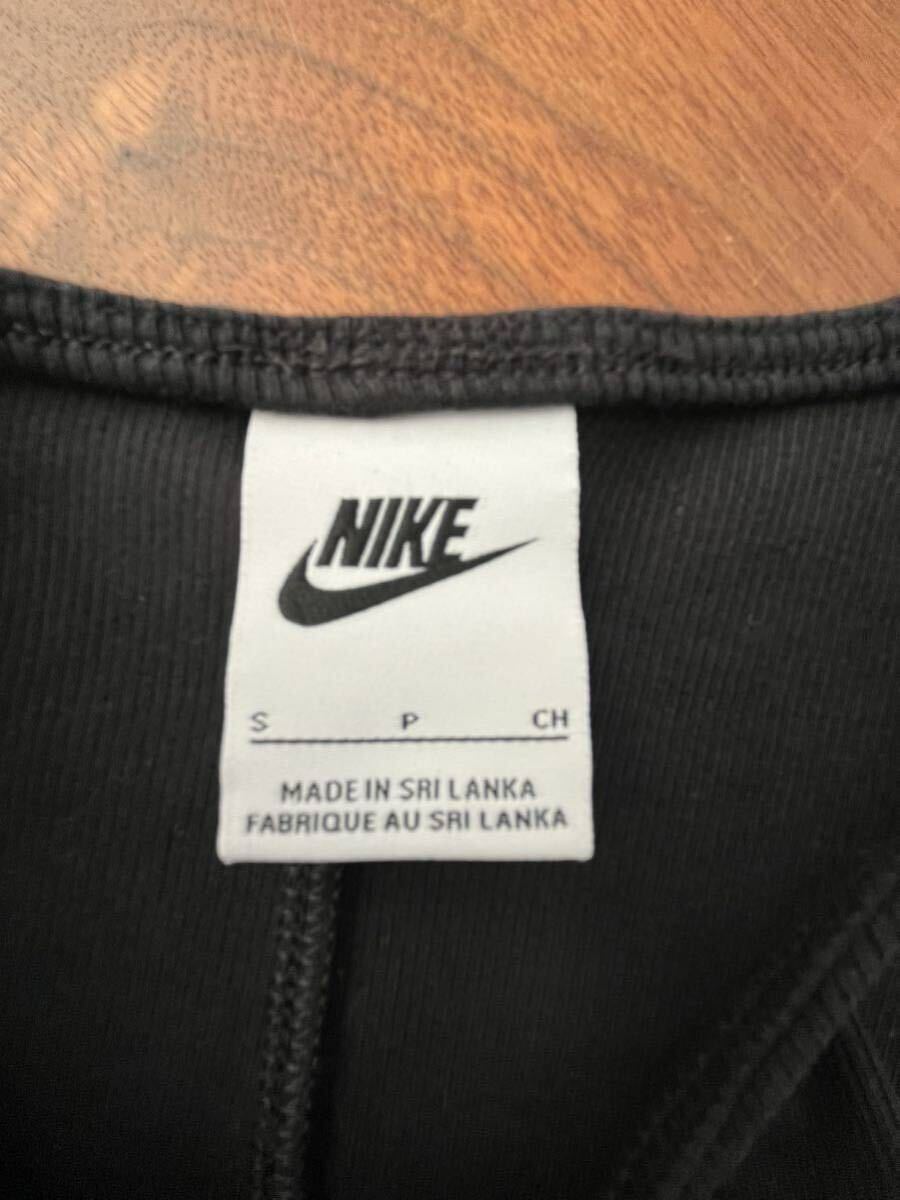 NIKE
S P CH
MADE IN SRI LANKA
FABRIQUE AU SRI LANKA